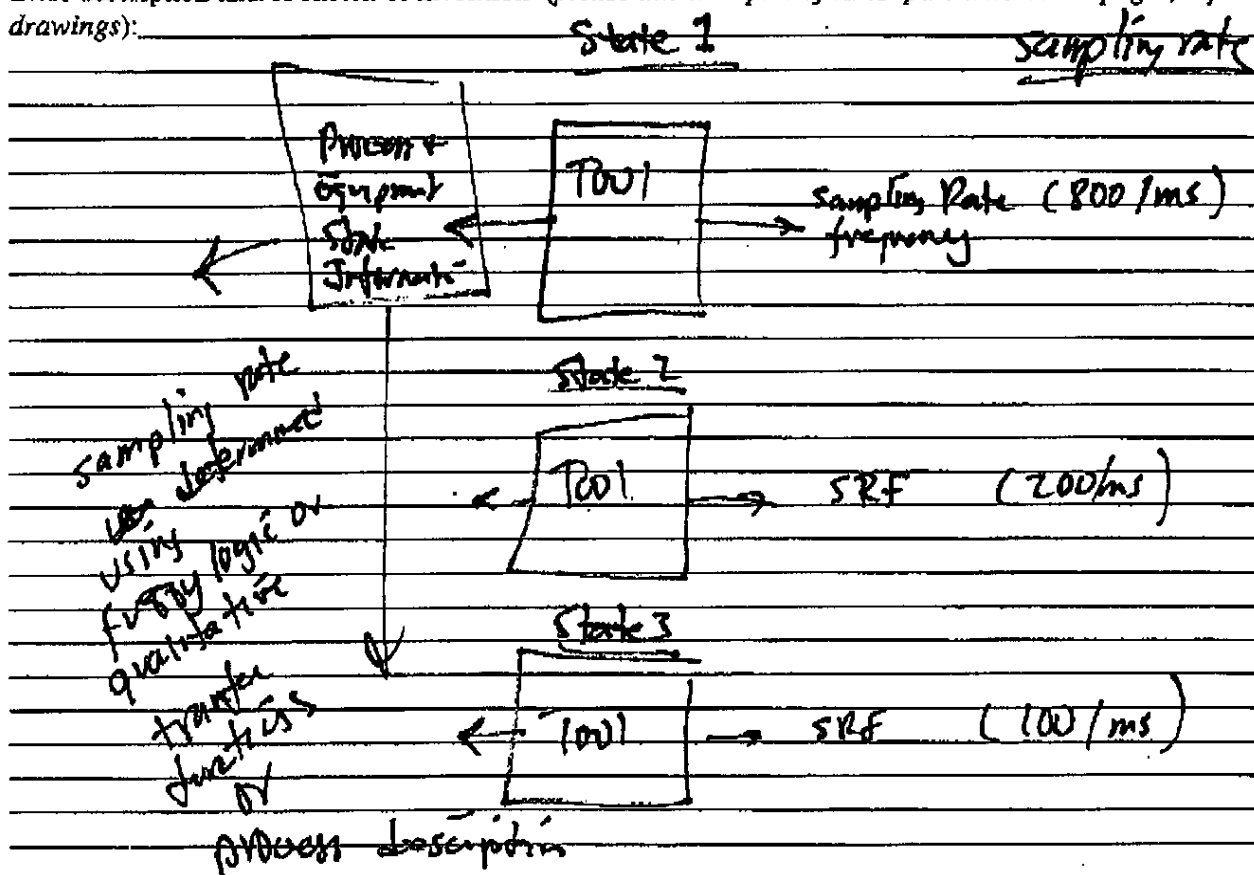 drawings):
State 1
sampling rate
Process +
Equipment
State
Informati
Tool
Sampling Rate (800/ms)
frequency
State 2
Tool
SRF (200/ms)
State 3
Tool
SRF (100/ms)
sampling rate
determined
using
fuzzy logic or
qualitative
transfer
functions
or
process description